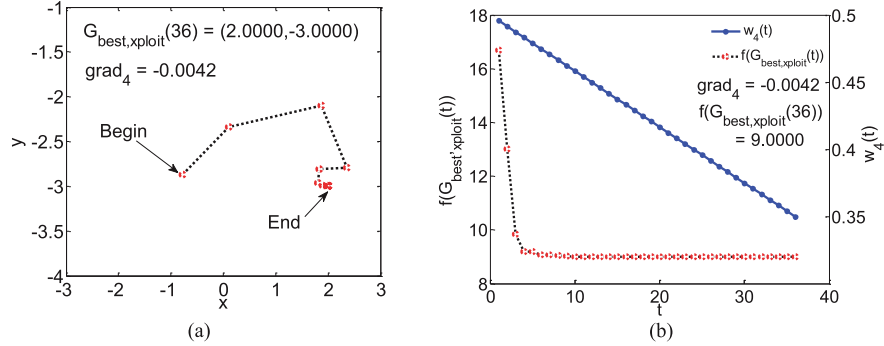 G_best,xploit(36) = (2.0000,-3.0000)
grad_4 = -0.0042
Begin
End
-1
-1.5
-2
-2.5
-3
-3.5
-4
y
-3
-2
-1
0
1
2
3
x
(a)
18
16
14
12
10
8
f(G_best,xploit(t))
w_4(t)
f(G_best,xploit(t))
grad_4 = -0.0042
f(G_best,xploit(36))
= 9.0000
0.5
0.45
0.4
0.35
w_4(t)
0
10
20
30
40
t
(b)